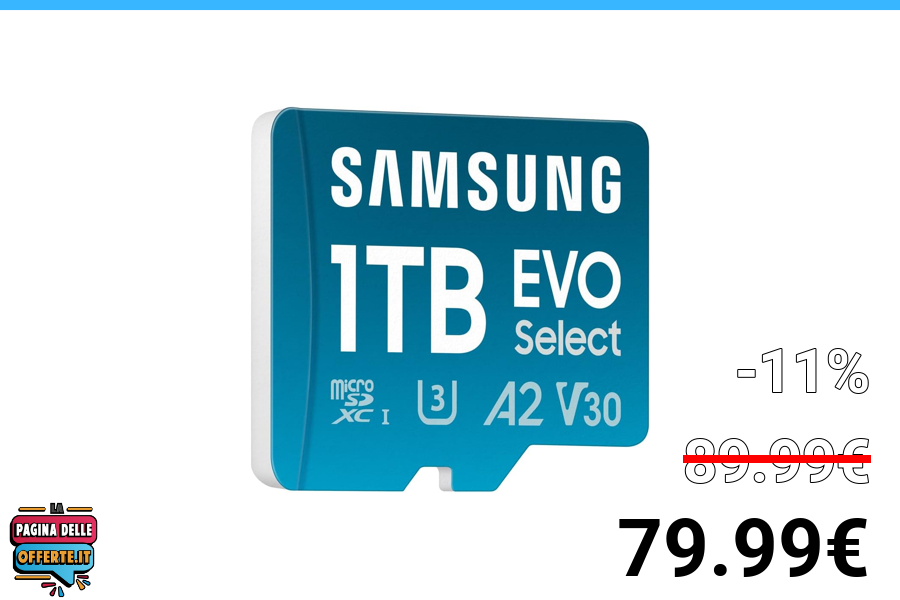 SAMSUNG
1TB EVO
Select
micro SD XC I U3 A2 V30
-11%
89.99€
79.99€
LA
PAGINA DELLE
OFFERTE.IT